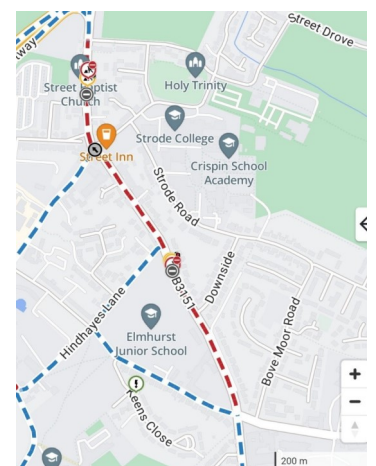 Street Drove
Street Baptist
Church
Holy Trinity
Street Inn
Strode College
Crispin School
Academy
Strode Road
B3151
Downside
Hindhayes Lane
Elmhurst
Junior School
Bove Moor Road
Keens Close
+
-
200 m